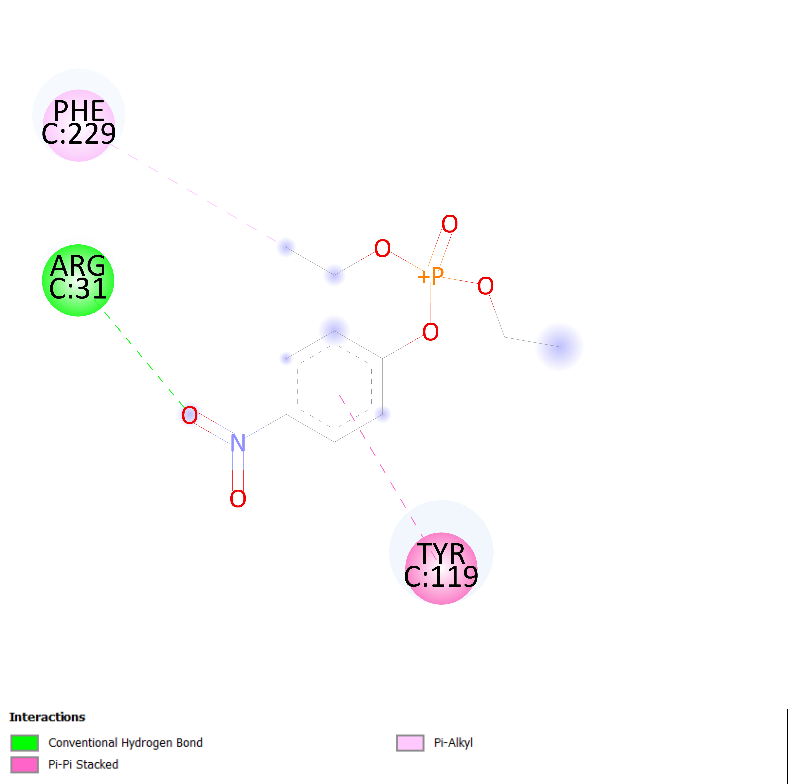 PHE
C:229
O
O
+P
O
ARG
C:31
O
O
N
O
TYR
C:119
Interactions
Conventional Hydrogen Bond
Pi-Pi Stacked
Pi-Alkyl